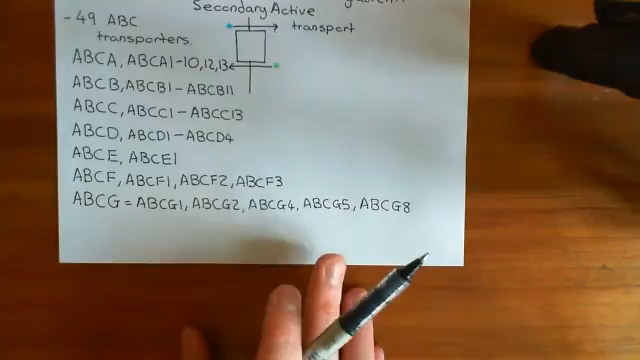 Secondary Active
transport
-49 ABC
transporters
ABCA, ABCA1-10,12,13
ABCB, ABCB1-ABCB11
ABCC, ABCC1-ABCC13
ABCD, ABCD1-ABCD4
ABCE, ABCE1
ABCF, ABCF1, ABCF2, ABCF3
ABCG = ABCG1, ABCG2, ABCG4, ABCG5, ABCG8